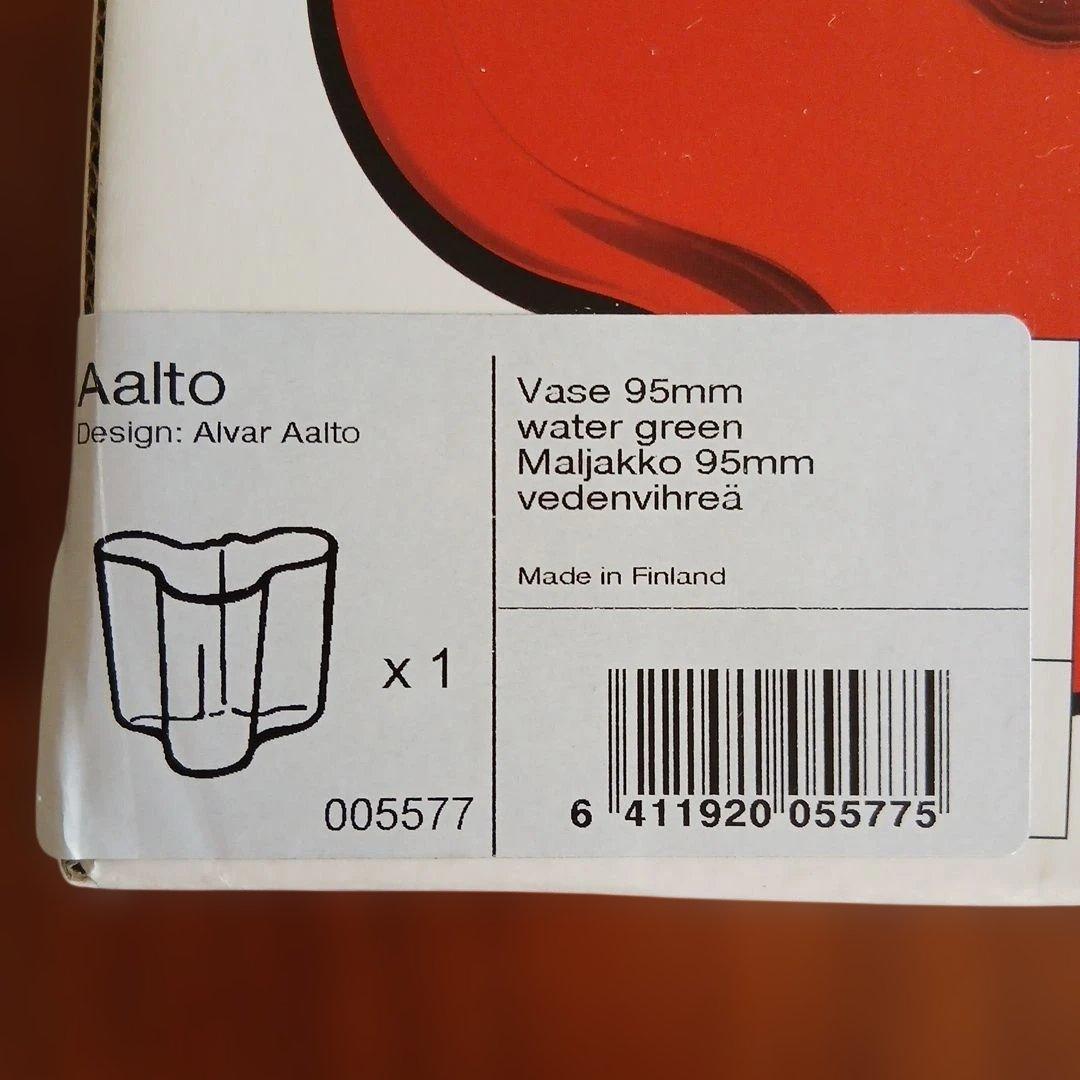 Aalto
Design: Alvar Aalto
x 1
005577
Vase 95mm
water green
Maljakko 95mm
vedenvihreä
Made in Finland
6 411920 055775